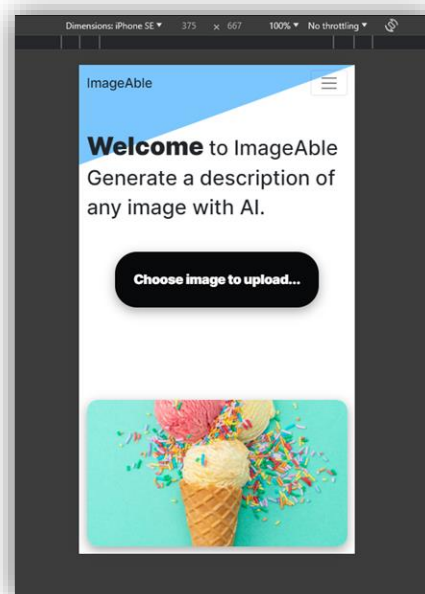 Dimensions: iPhone SE ▼ 375 x 667 100% ▼ No throttling ▼
ImageAble
Welcome to ImageAble
Generate a description of
any image with AI.
Choose image to upload...